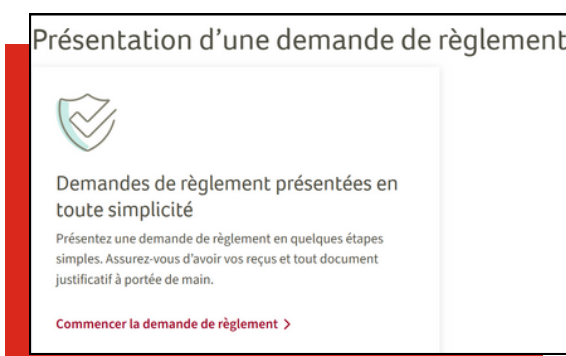 Présentation d’une demande de règlement
Demandes de règlement présentées en
toute simplicité
Présentez une demande de règlement en quelques étapes
simples. Assurez-vous d’avoir vos reçus et tout document
justificatif à portée de main.
Commencer la demande de règlement >